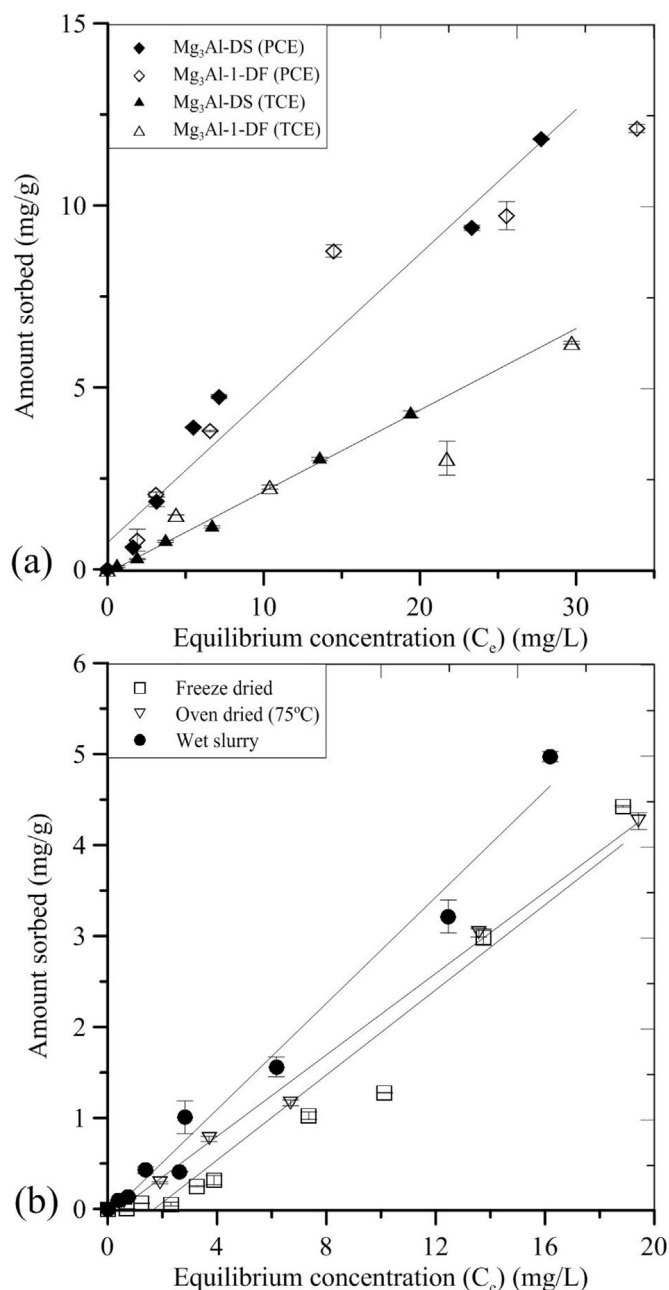 15
10
5
0
Amount sorbed (mg/g)
Mg₃Al-DS (PCE)
Mg₃Al-1-DF (PCE)
Mg₃Al-DS (TCE)
Mg₃Al-1-DF (TCE)
(a)
0 10 20 30
Equilibrium concentration (Cₑ) (mg/L)
6
5
4
3
2
1
0
Amount sorbed (mg/g)
Freeze dried
Oven dried (75ºC)
Wet slurry
(b)
0 4 8 12 16 20
Equilibrium concentration (Cₑ) (mg/L)